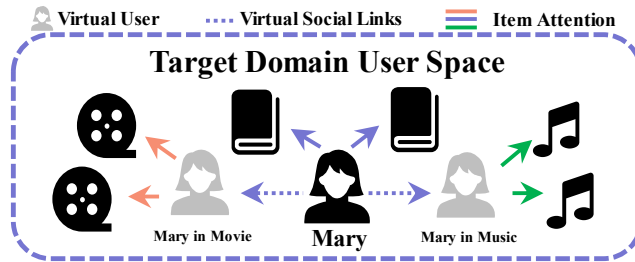 Virtual User
Virtual Social Links
Item Attention
Target Domain User Space
Mary in Movie
Mary
Mary in Music